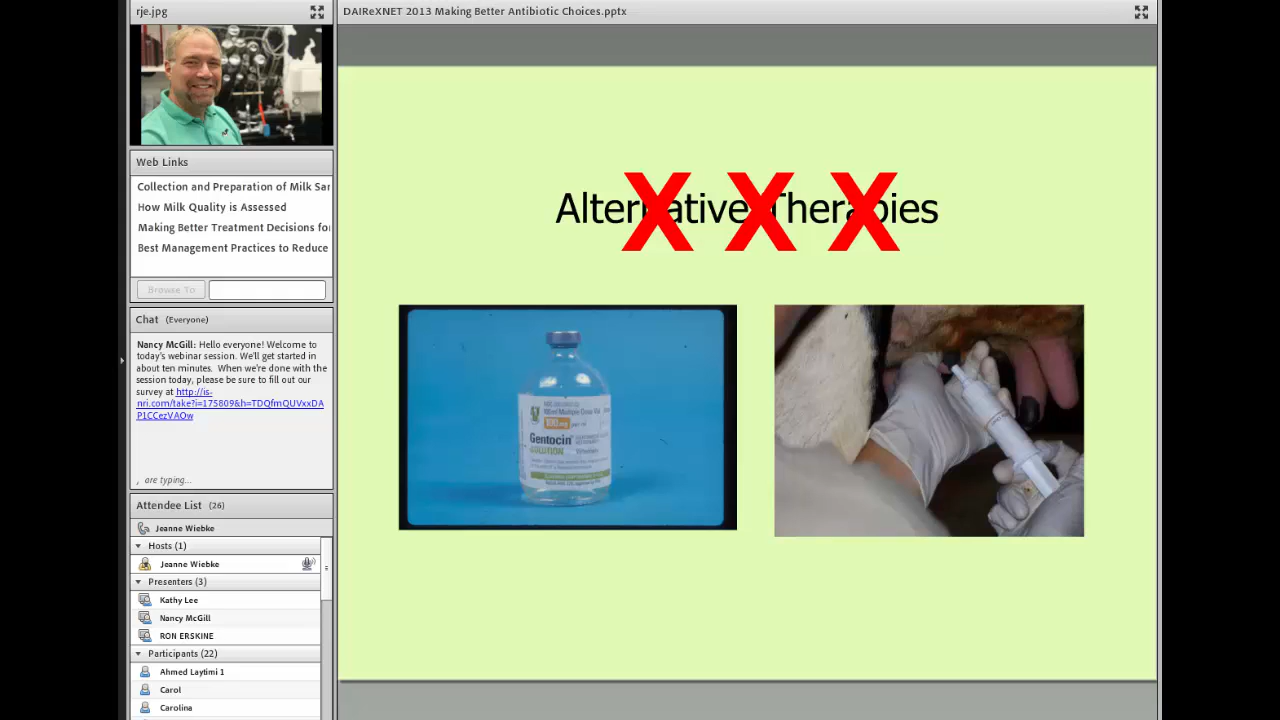 rje.jpg
DAIReXNET 2013 Making Better Antibiotic Choices.pptx
Web Links
Collection and Preparation of Milk Sar
How Milk Quality is Assessed
Making Better Treatment Decisions for
Best Management Practices to Reduce
Browse To
Chat (Everyone)
Nancy McGill: Hello everyone! Welcome to
today's webinar session. We'll get started in
about ten minutes. When we're done with the
session today, please be sure to fill out our
survey at http://is-
nri.com/take?i=175809&h=TDQfmQUVxxDA
P1CCezVAOw
, are typing...
Attendee List (26)
Jeanne Wiebke
Hosts (1)
Jeanne Wiebke
Presenters (3)
Kathy Lee
Nancy McGill
RON ERSKINE
Participants (22)
Ahmed Laytimi 1
Carol
Carolina
X X X
Alternative Therapies
100mg
Gentocin
SOLUTION